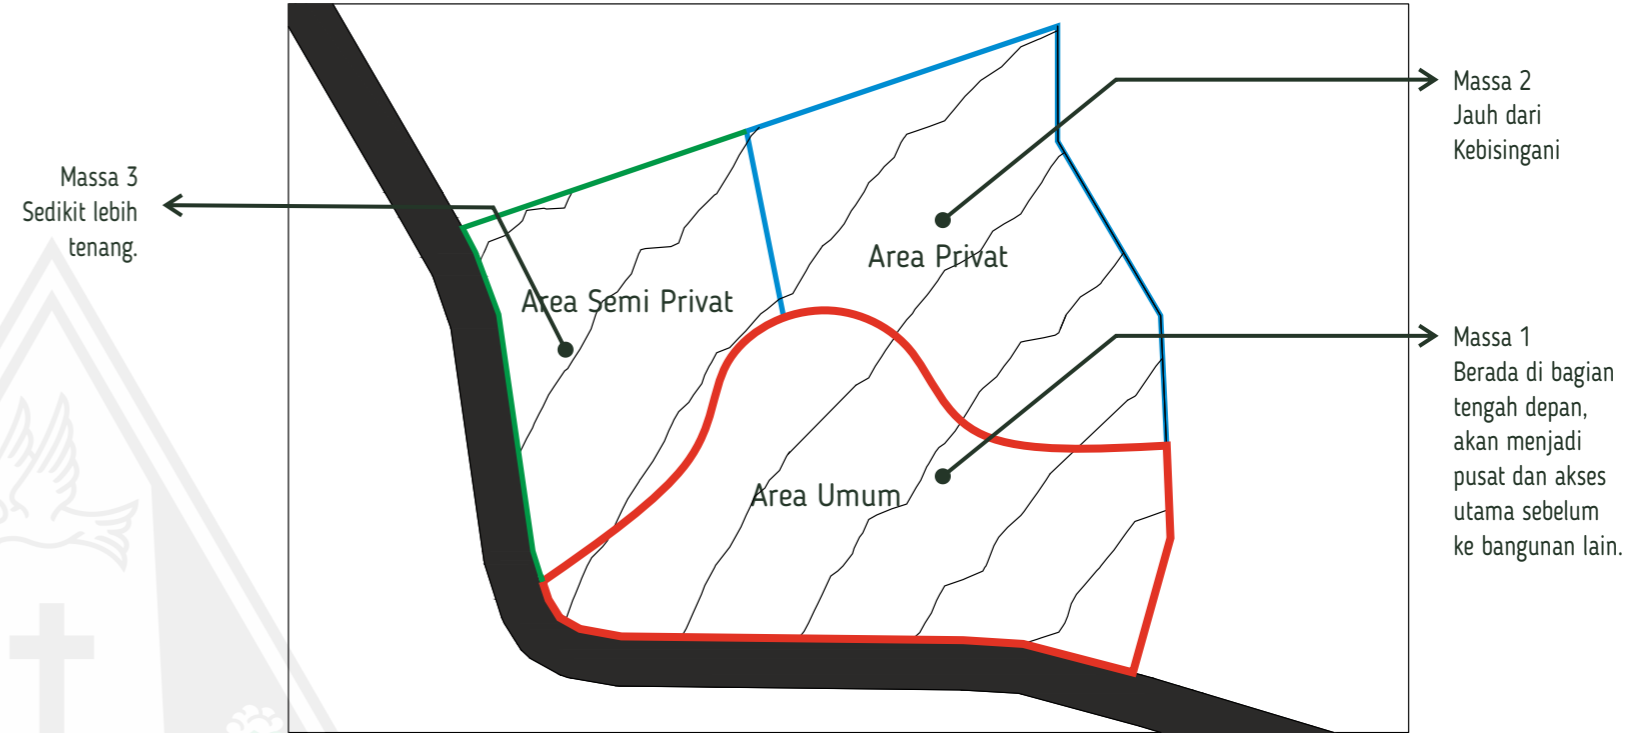 Massa 3
Sedikit lebih
tenang.
Area Semi Privat
Area Privat
Area Umum
Massa 2
Jauh dari
Kebisingani
Massa 1
Berada di bagian
tengah depan,
akan menjadi
pusat dan akses
utama sebelum
ke bangunan lain.